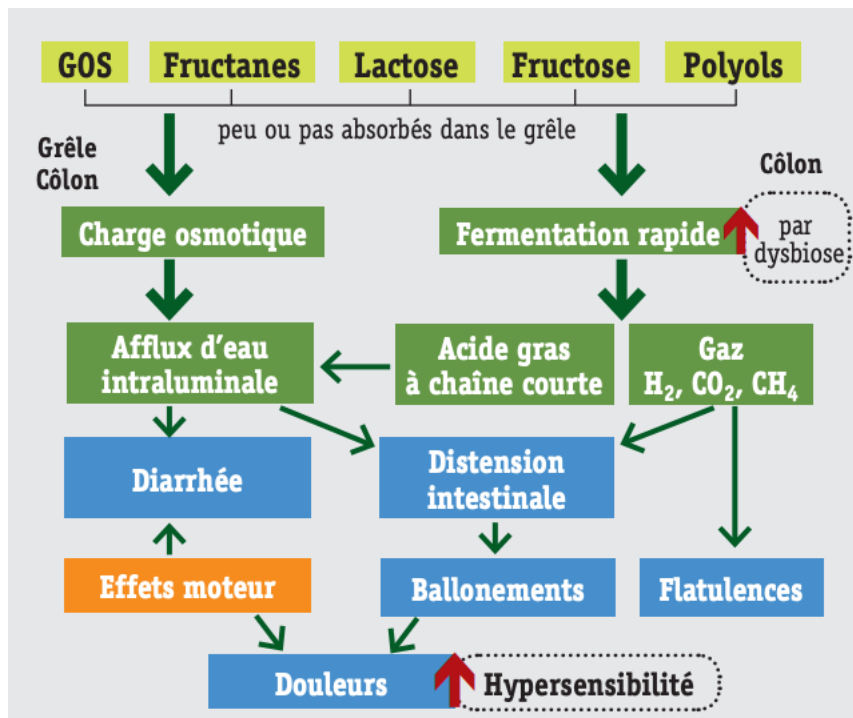 GOS Fructanes Lactose Fructose Polyols
peu ou pas absorbés dans le grêle
Grêle
Côlon
Côlon
Charge osmotique
Fermentation rapide
par
dysbiose
Afflux d'eau
intraluminale
Acide gras
à chaîne courte
Gaz
H₂, CO₂, CH₄
Diarrhée
Distension
intestinale
Effets moteur
Ballonements
Flatulences
Douleurs
Hypersensibilité